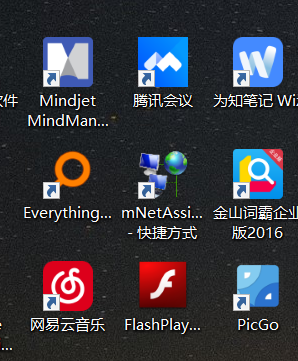 软件
Mindjet
MindMan...
腾讯会议
为知笔记 Wiz
Everything...
mNetAssi...
- 快捷方式
金山词霸企业
版2016
网易云音乐
FlashPlay...
PicGo
e
...